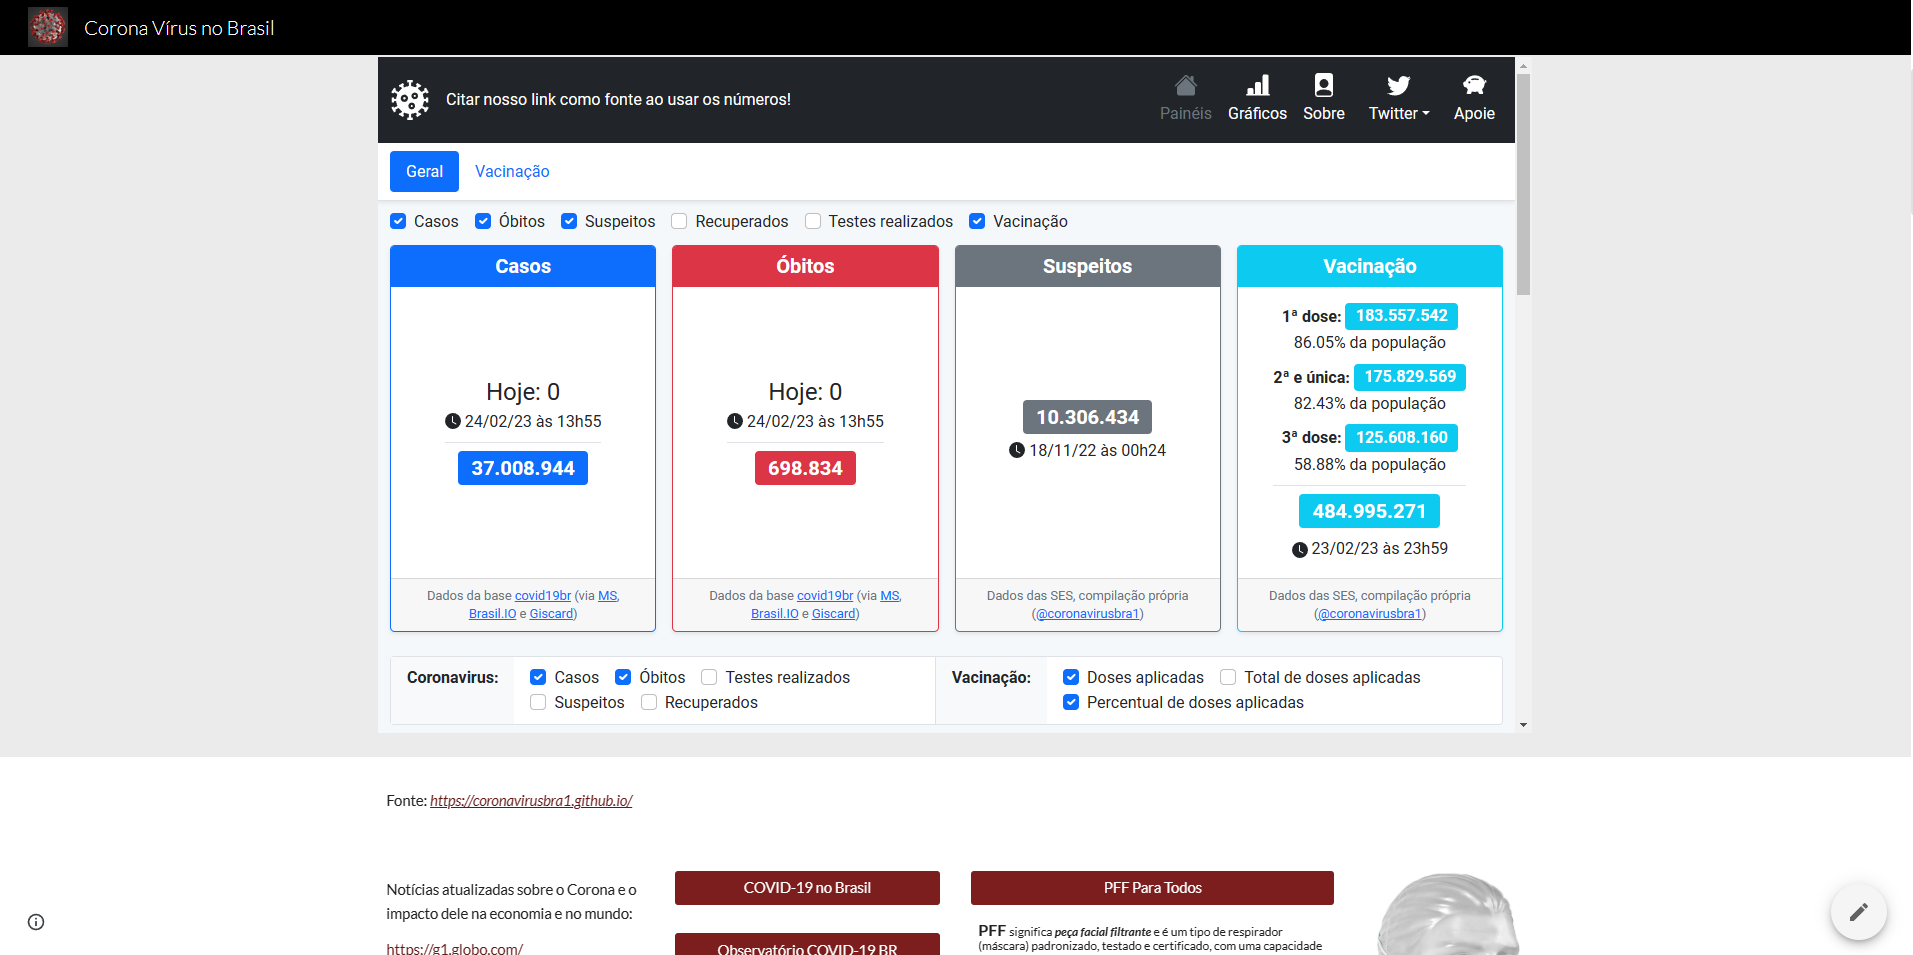 Corona Vírus no Brasil
Citar nosso link como fonte ao usar os números!
Painéis
Gráficos
Sobre
Twitter
Apoie
Geral
Vacinação
Casos
Óbitos
Suspeitos
Recuperados
Testes realizados
Vacinação
Casos
Hoje: 0
24/02/23 às 13h55
37.008.944
Dados da base covid19br (via MS,
Brasil.IO e Giscard)
Óbitos
Hoje: 0
24/02/23 às 13h55
698.834
Dados da base covid19br (via MS,
Brasil.IO e Giscard)
Suspeitos
10.306.434
18/11/22 às 00h24
Dados das SES, compilação própria
(@coronavirusbra1)
Vacinação
1ª dose: 183.557.542
86.05% da população
2ª e única: 175.829.569
82.43% da população
3ª dose: 125.608.160
58.88% da população
484.995.271
23/02/23 às 23h59
Dados das SES, compilação própria
(@coronavirusbra1)
Coronavirus:
Casos
Óbitos
Testes realizados
Suspeitos
Recuperados
Vacinação:
Doses aplicadas
Total de doses aplicadas
Percentual de doses aplicadas
Fonte: https://coronavirusbra1.github.io/
Notícias atualizadas sobre o Corona e o
impacto dele na economia e no mundo:
https://g1.globo.com/
COVID-19 no Brasil
Observatório COVID-19 BR
PFF Para Todos
PFF significa peça facial filtrante e é um tipo de respirador
(máscara) padronizado, testado e certificado, com uma capacidade